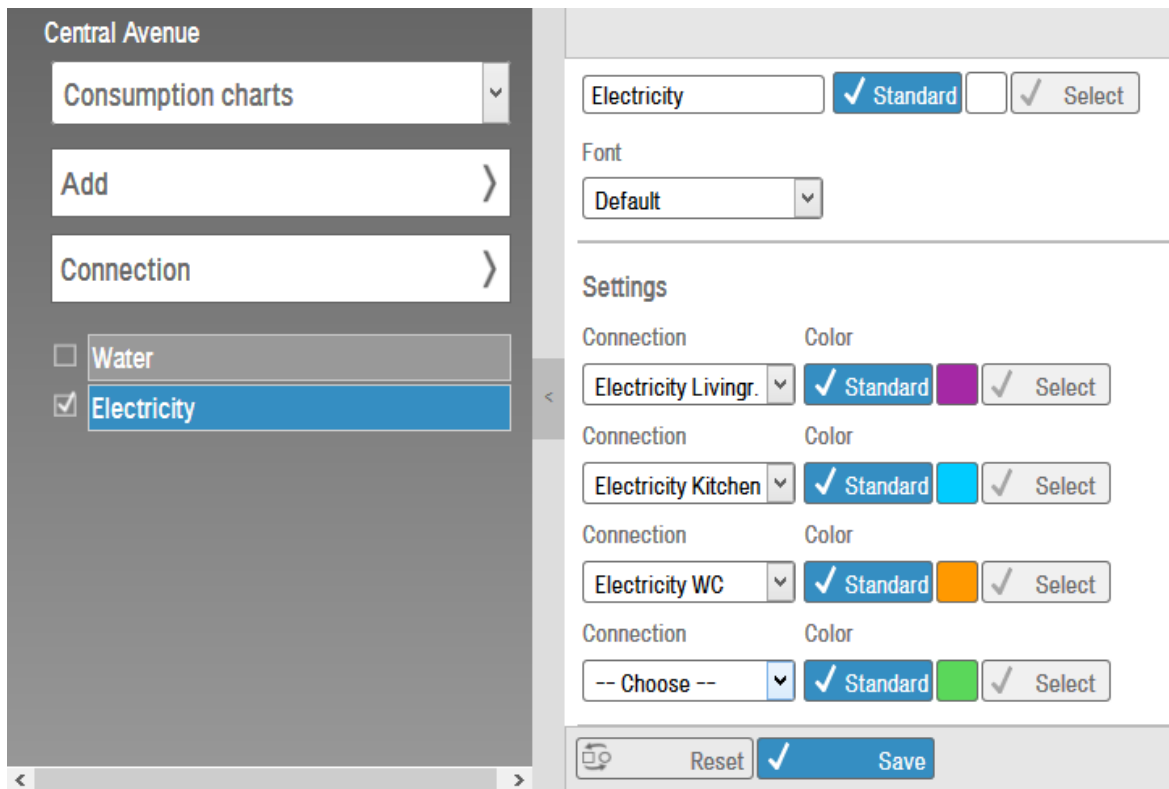 Central Avenue
Consumption charts
Add
Connection
Water
Electricity
Electricity Standard Select
Font
Default
Settings
Connection Color
Electricity Livingr. Standard Select
Connection Color
Electricity Kitchen Standard Select
Connection Color
Electricity WC Standard Select
Connection Color
-- Choose -- Standard Select
Reset Save